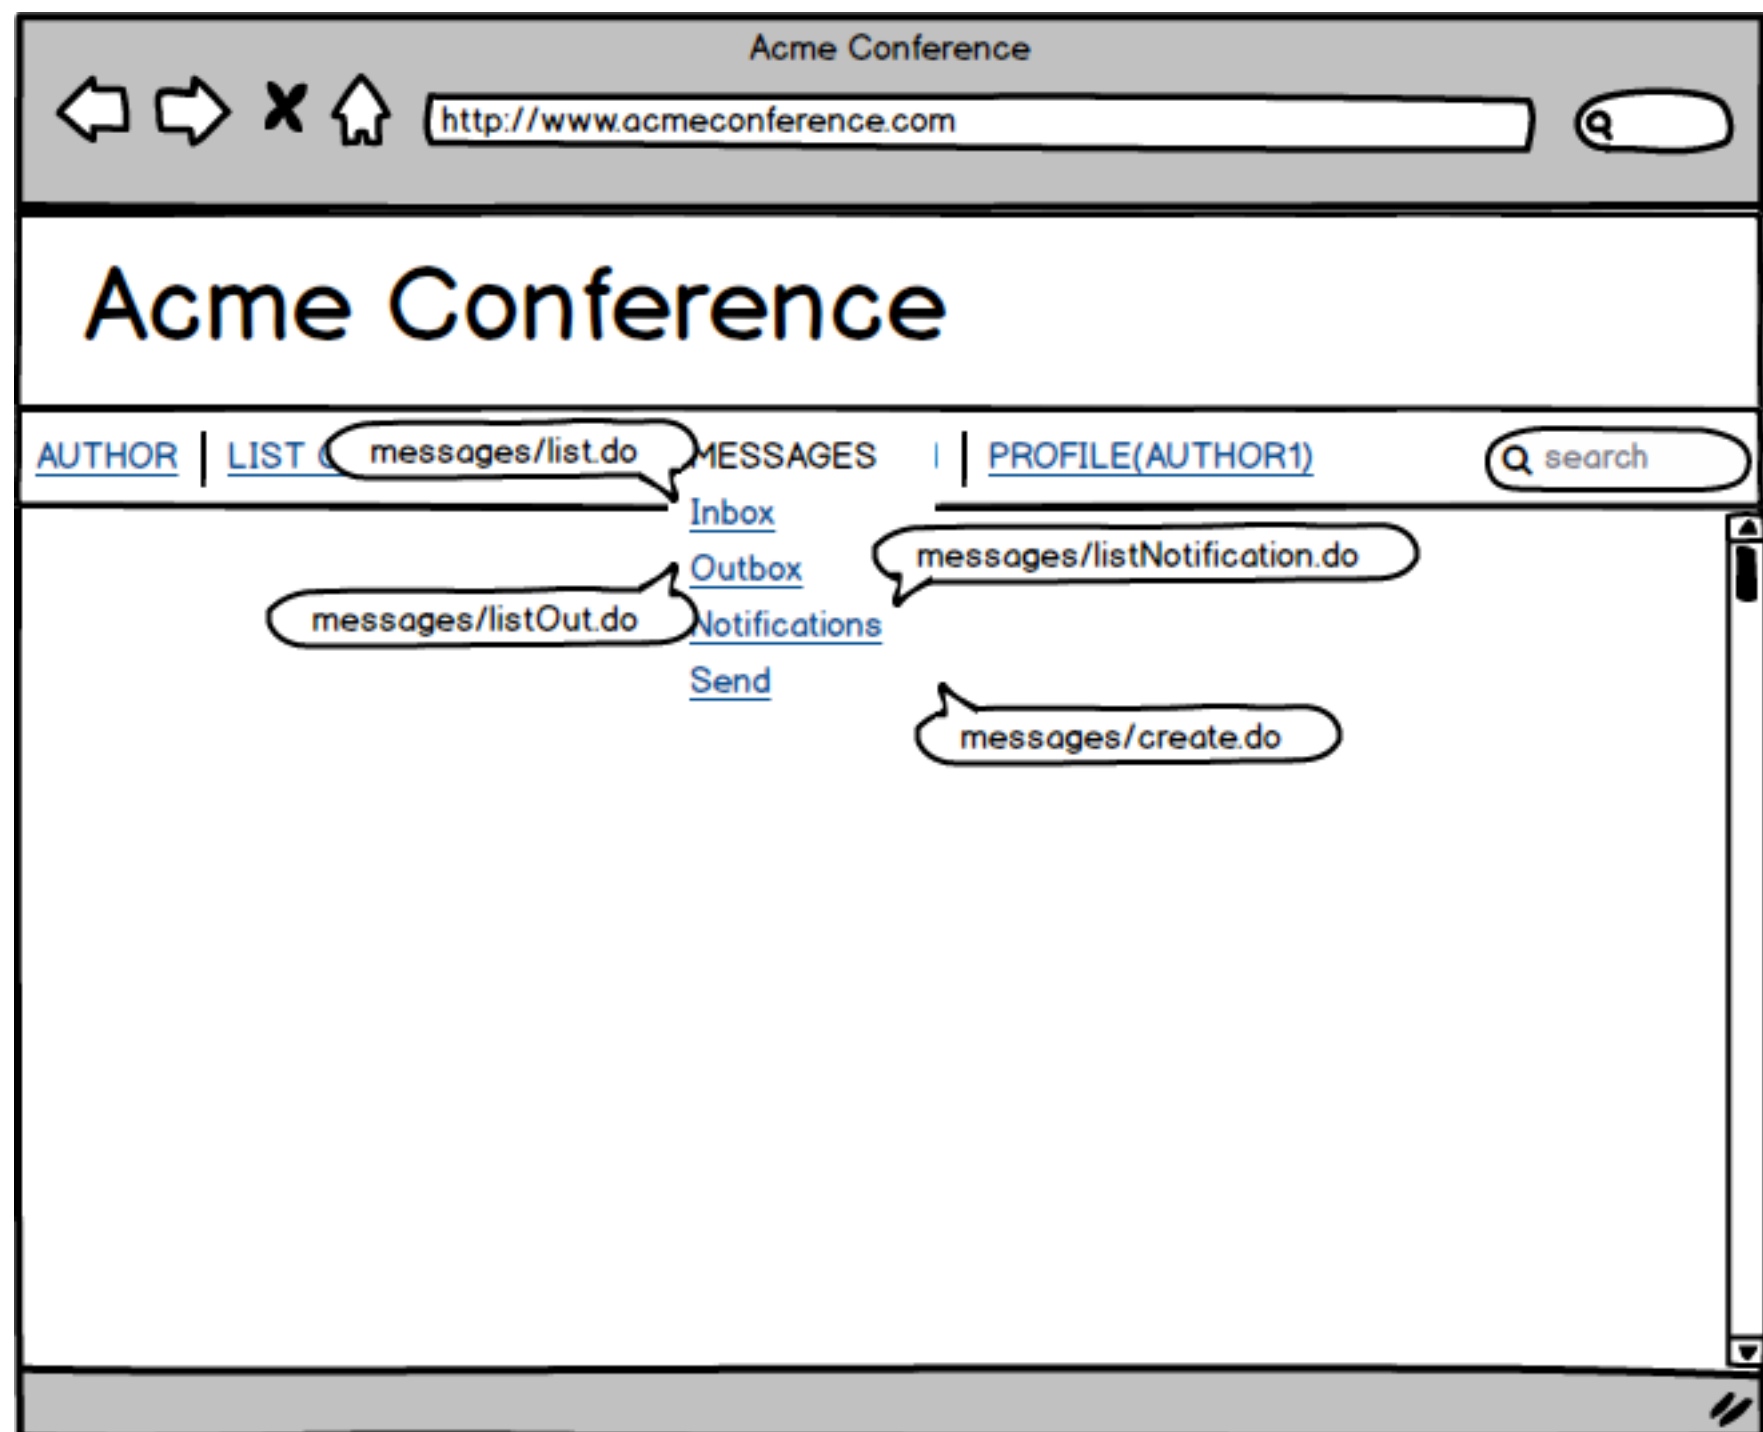 Acme Conference
http://www.acmeconference.com
Acme Conference
AUTHOR LIST messages/list.do MESSAGES PROFILE(AUTHOR1) search
Inbox
messages/listNotification.do
Outbox
messages/listOut.do
Notifications
Send
messages/create.do